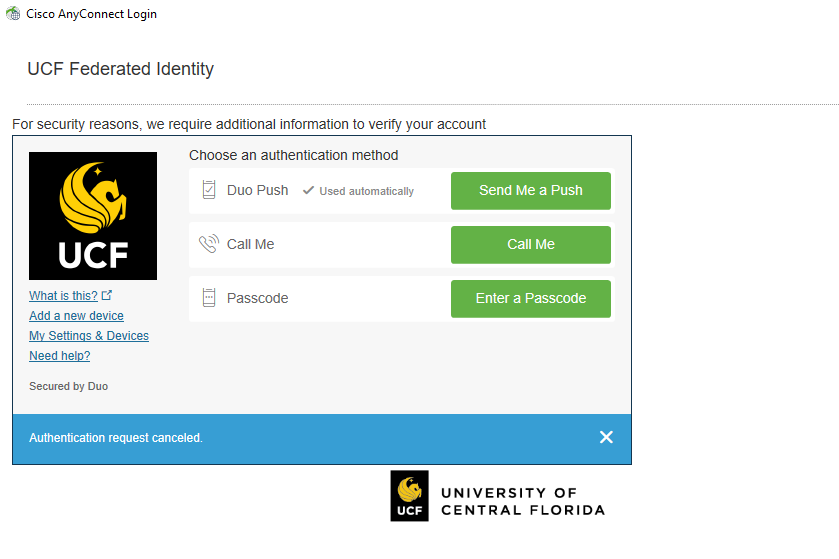 Cisco AnyConnect Login
UCF Federated Identity
For security reasons, we require additional information to verify your account
UCF
What is this?
Add a new device
My Settings & Devices
Need help?
Secured by Duo
Choose an authentication method
Duo Push Used automatically Send Me a Push
Call Me Call Me
Passcode Enter a Passcode
Authentication request canceled.
UCF
UNIVERSITY OF
CENTRAL FLORIDA